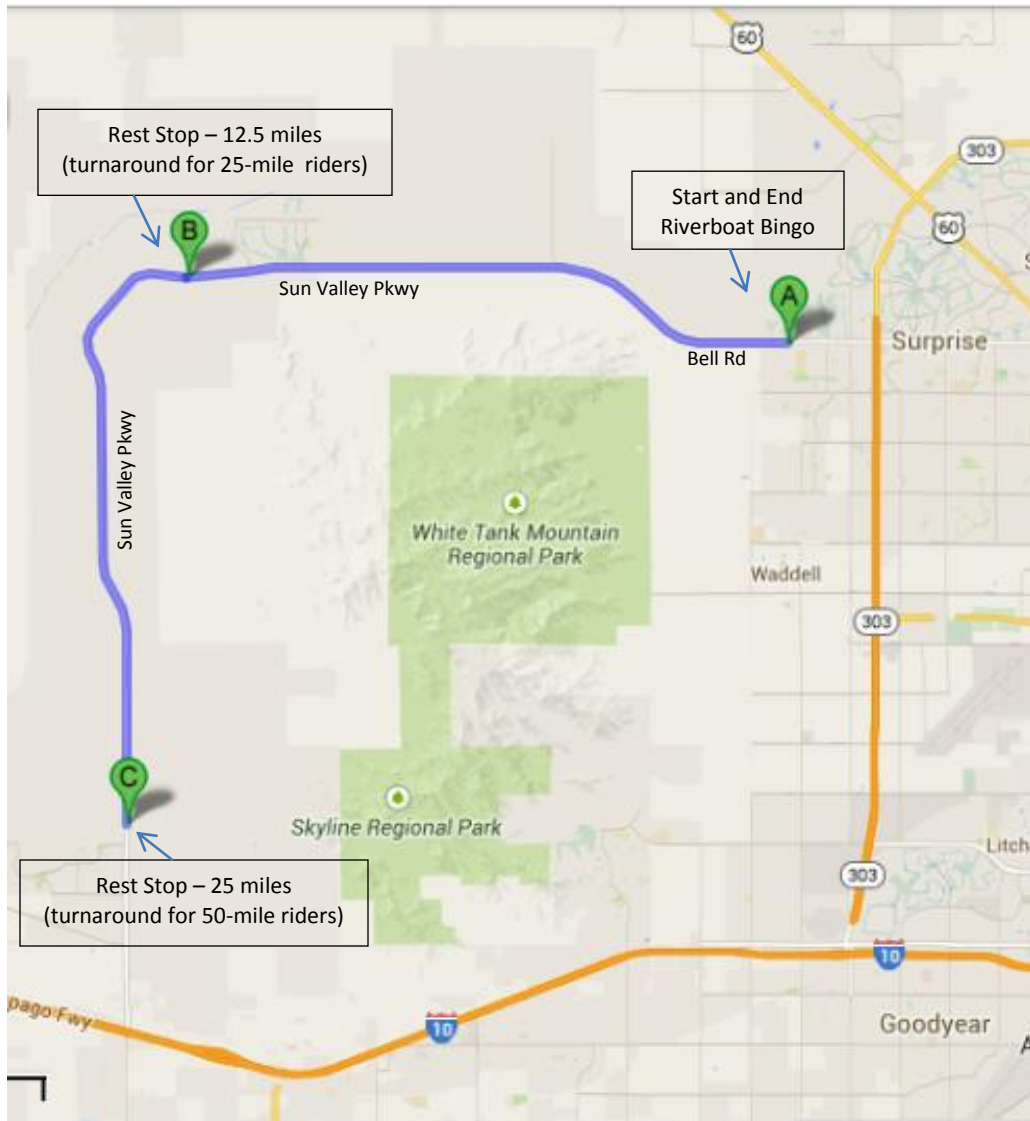 60
Rest Stop – 12.5 miles
(turnaround for 25-mile riders)
303
Start and End
Riverboat Bingo
60
S
B
Sun Valley Pkwy
A
Surprise
Bell Rd
Sun Valley Pkwy
White Tank Mountain
Regional Park
Waddell
303
C
Skyline Regional Park
Litch
Rest Stop – 25 miles
(turnaround for 50-mile riders)
303
10
pago Fwy
10
Goodyear
A